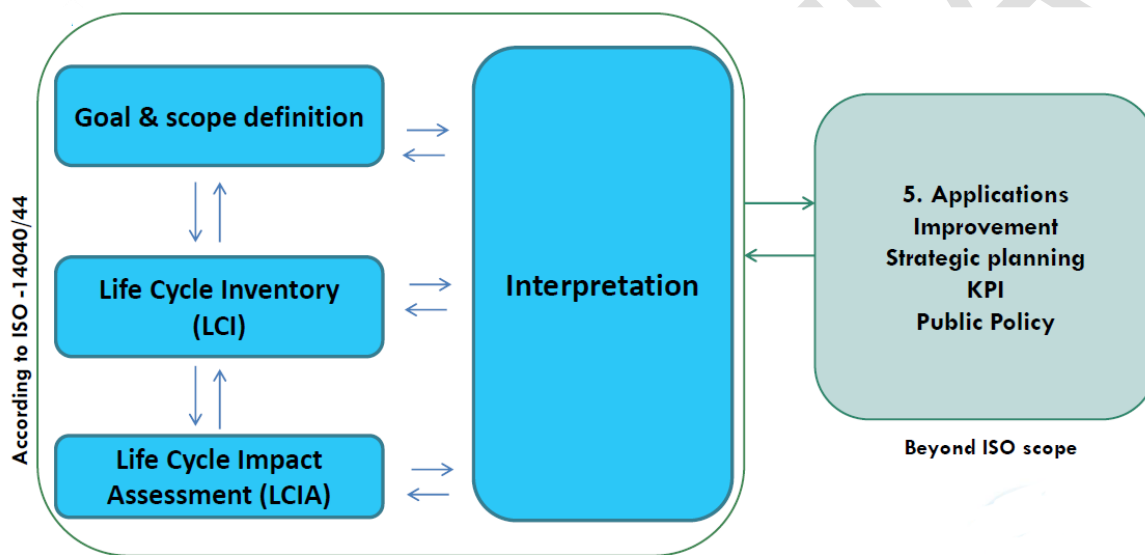 According to ISO -14040/44
Goal & scope definition
Life Cycle Inventory
(LCI)
Life Cycle Impact
Assessment (LCIA)
Interpretation
5. Applications
Improvement
Strategic planning
KPI
Public Policy
Beyond ISO scope